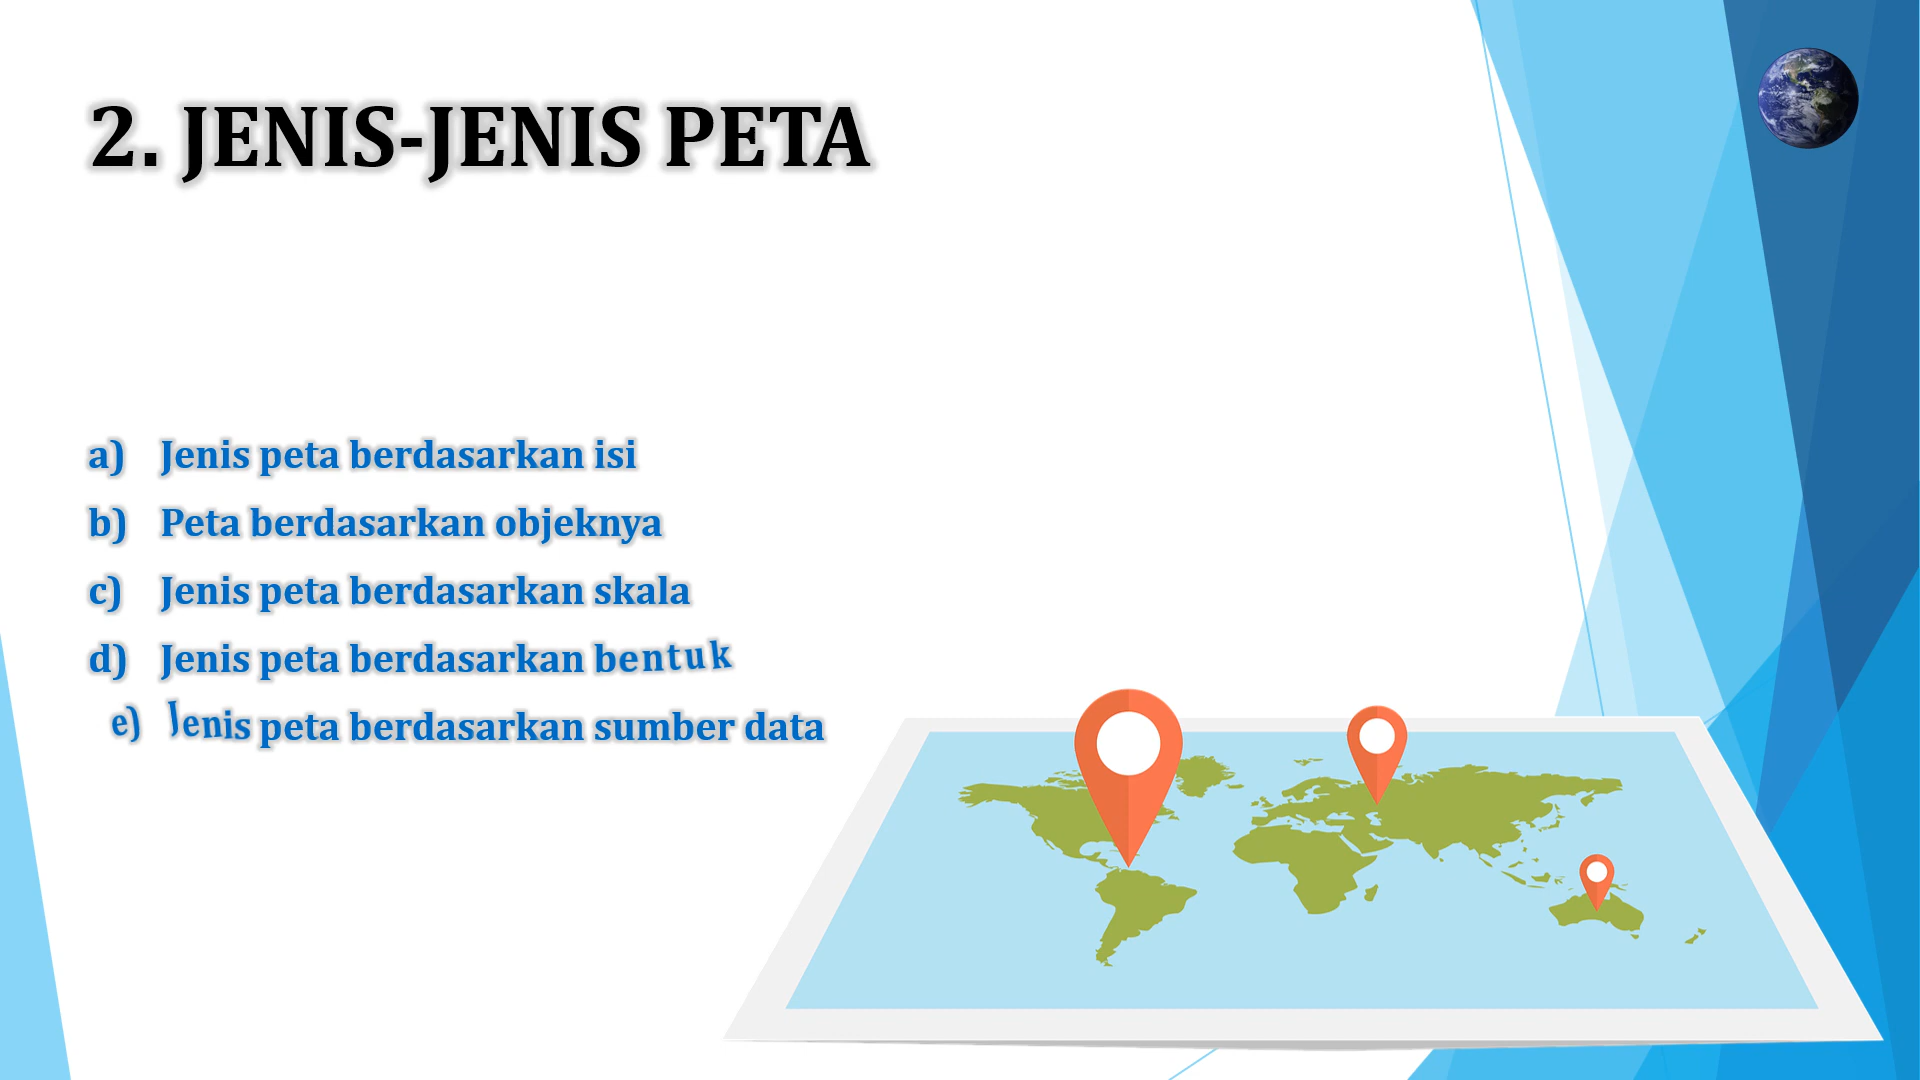 2. JENIS-JENIS PETA
a) Jenis peta berdasarkan isi
b) Peta berdasarkan objeknya
c) Jenis peta berdasarkan skala
d) Jenis peta berdasarkan bentuk
e) Jenis peta berdasarkan sumber data